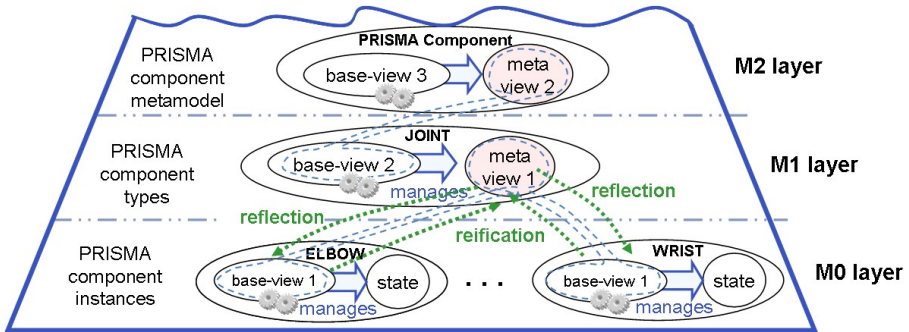 PRISMA Component
PRISMA
component
metamodel
base-view 3
meta
view 2
M2 layer
PRISMA
component
types
JOINT
base-view 2
manages
meta
view 1
reflection
M1 layer
reflection
reification
PRISMA
component
instances
ELBOW
base-view 1
manages
state
. . .
WRIST
base-view 1
manages
state
M0 layer